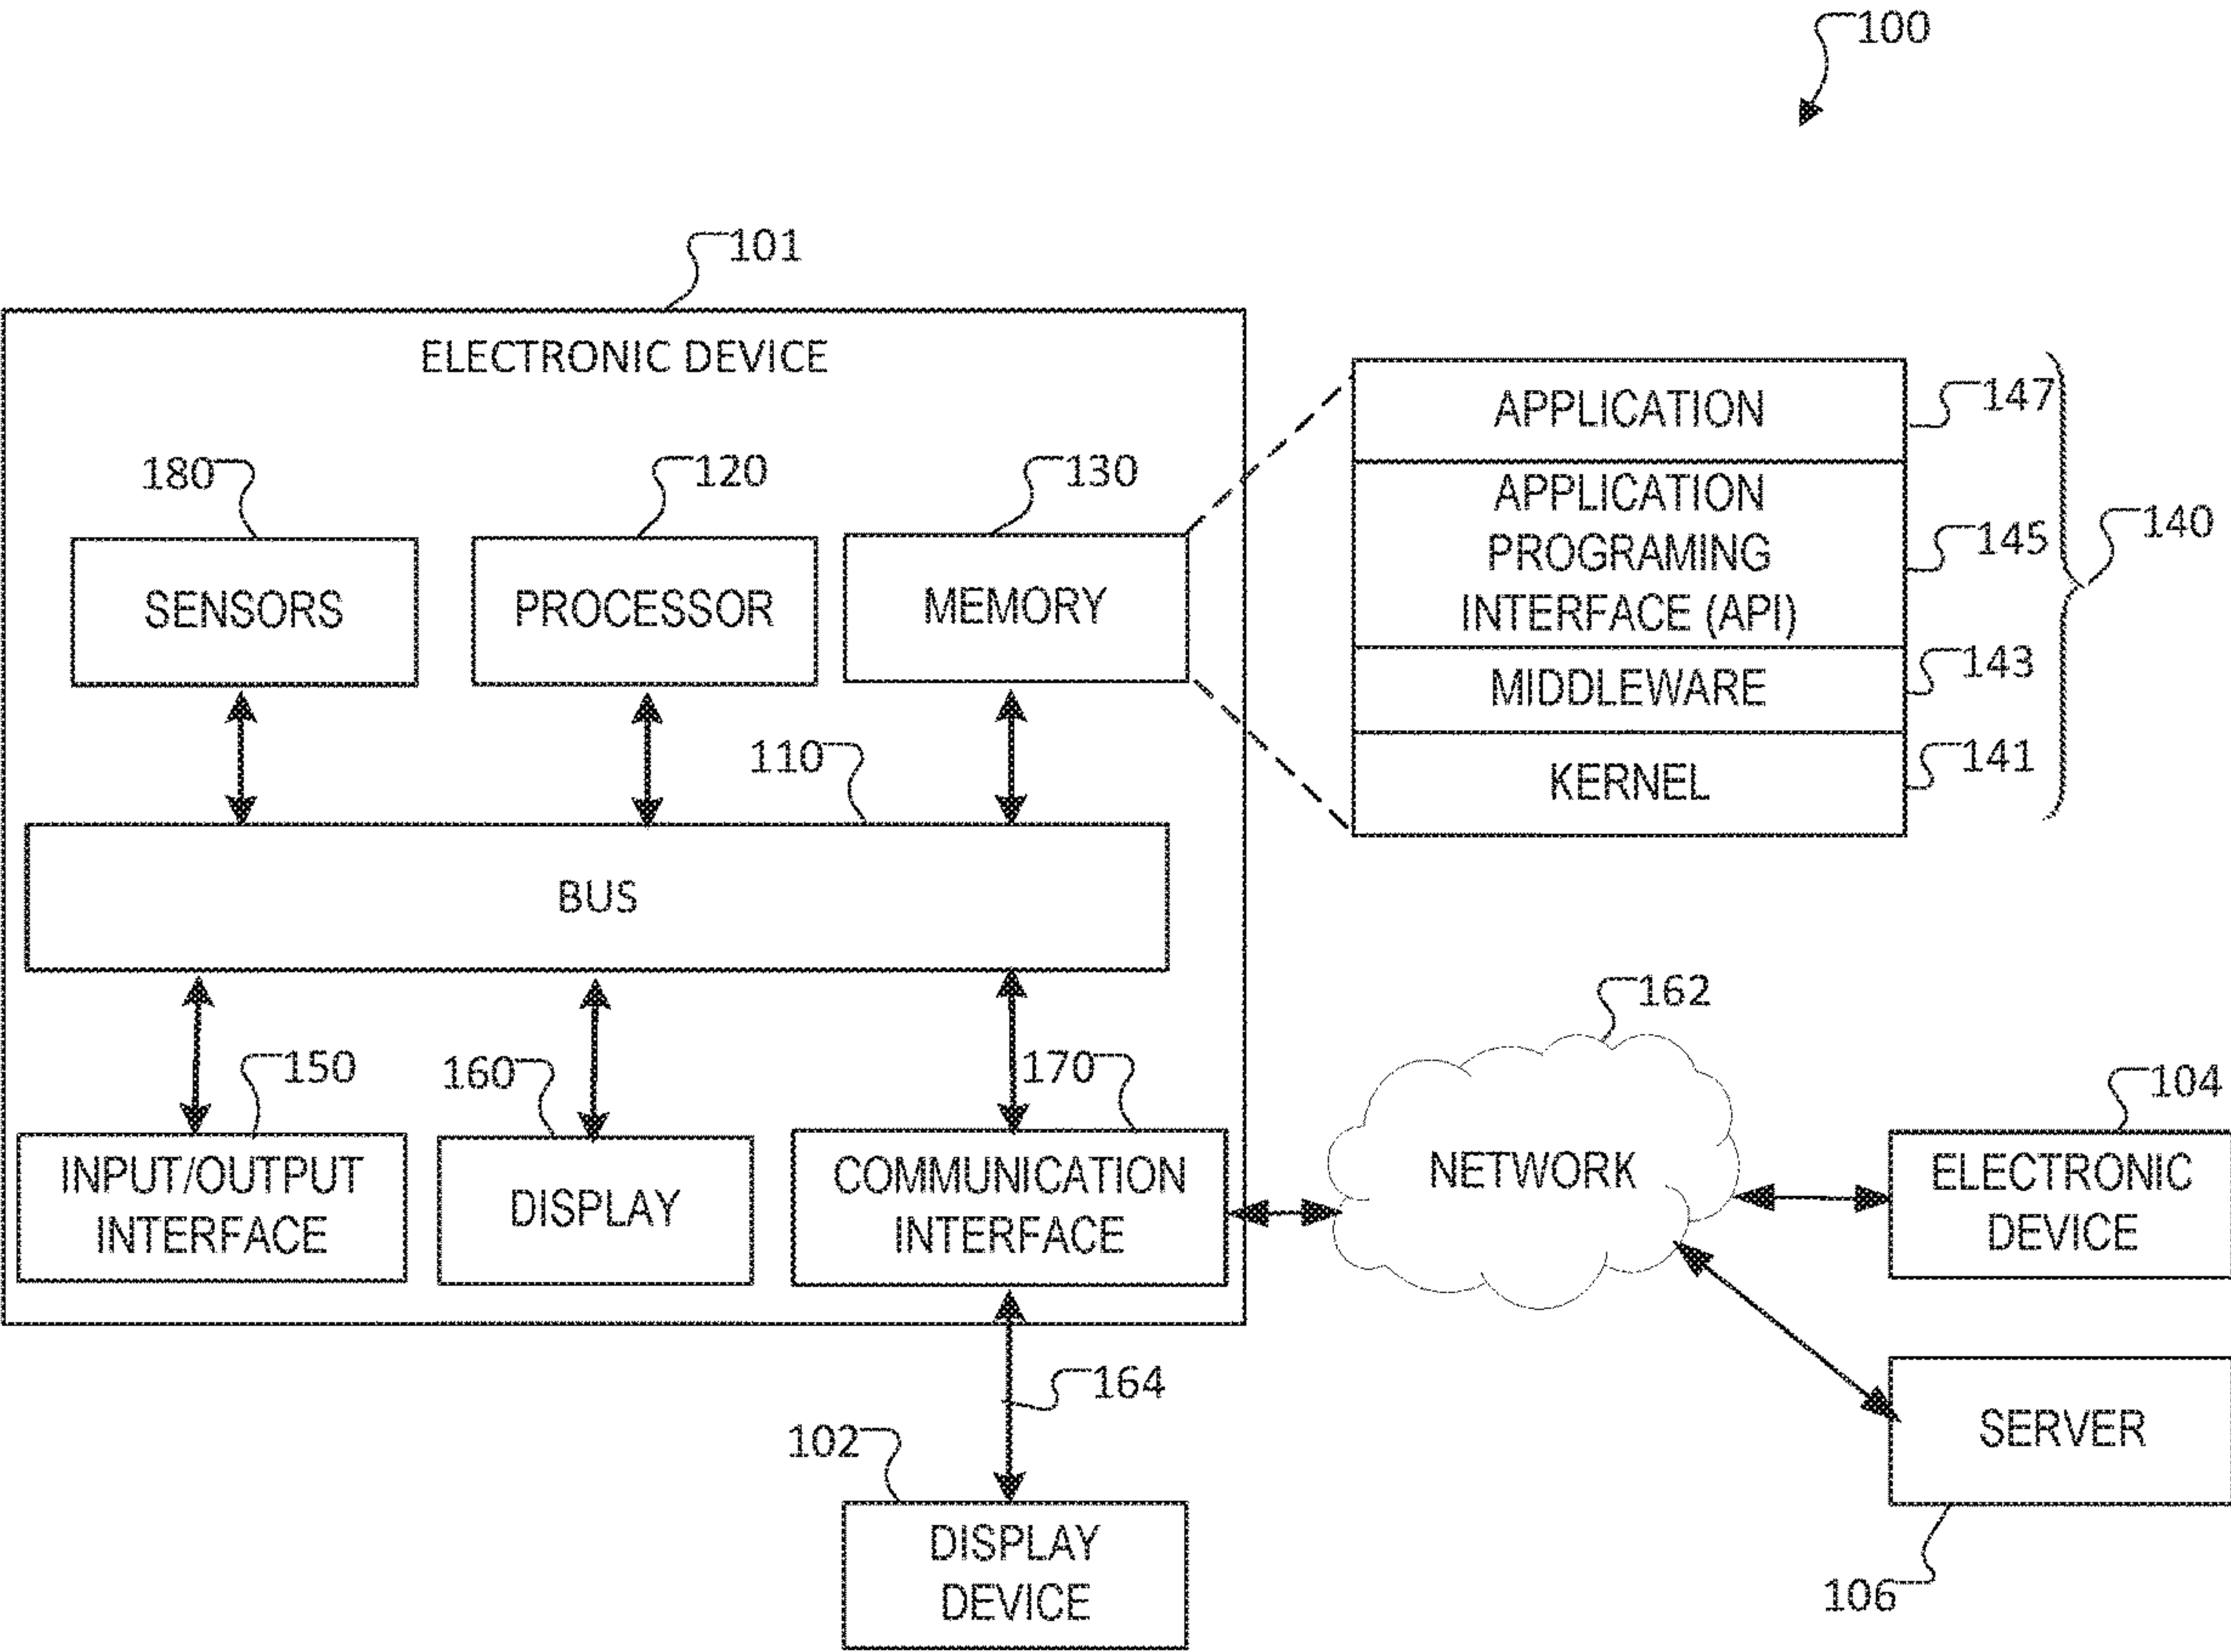 100
101
ELECTRONIC DEVICE
180
120
130
SENSORS
PROCESSOR
MEMORY
APPLICATION
147
APPLICATION
PROGRAMING
INTERFACE (API)
145
140
MIDDLEWARE
143
KERNEL
141
110
BUS
150
160
170
INPUT/OUTPUT
INTERFACE
DISPLAY
COMMUNICATION
INTERFACE
162
NETWORK
104
ELECTRONIC
DEVICE
164
102
DISPLAY
DEVICE
SERVER
106